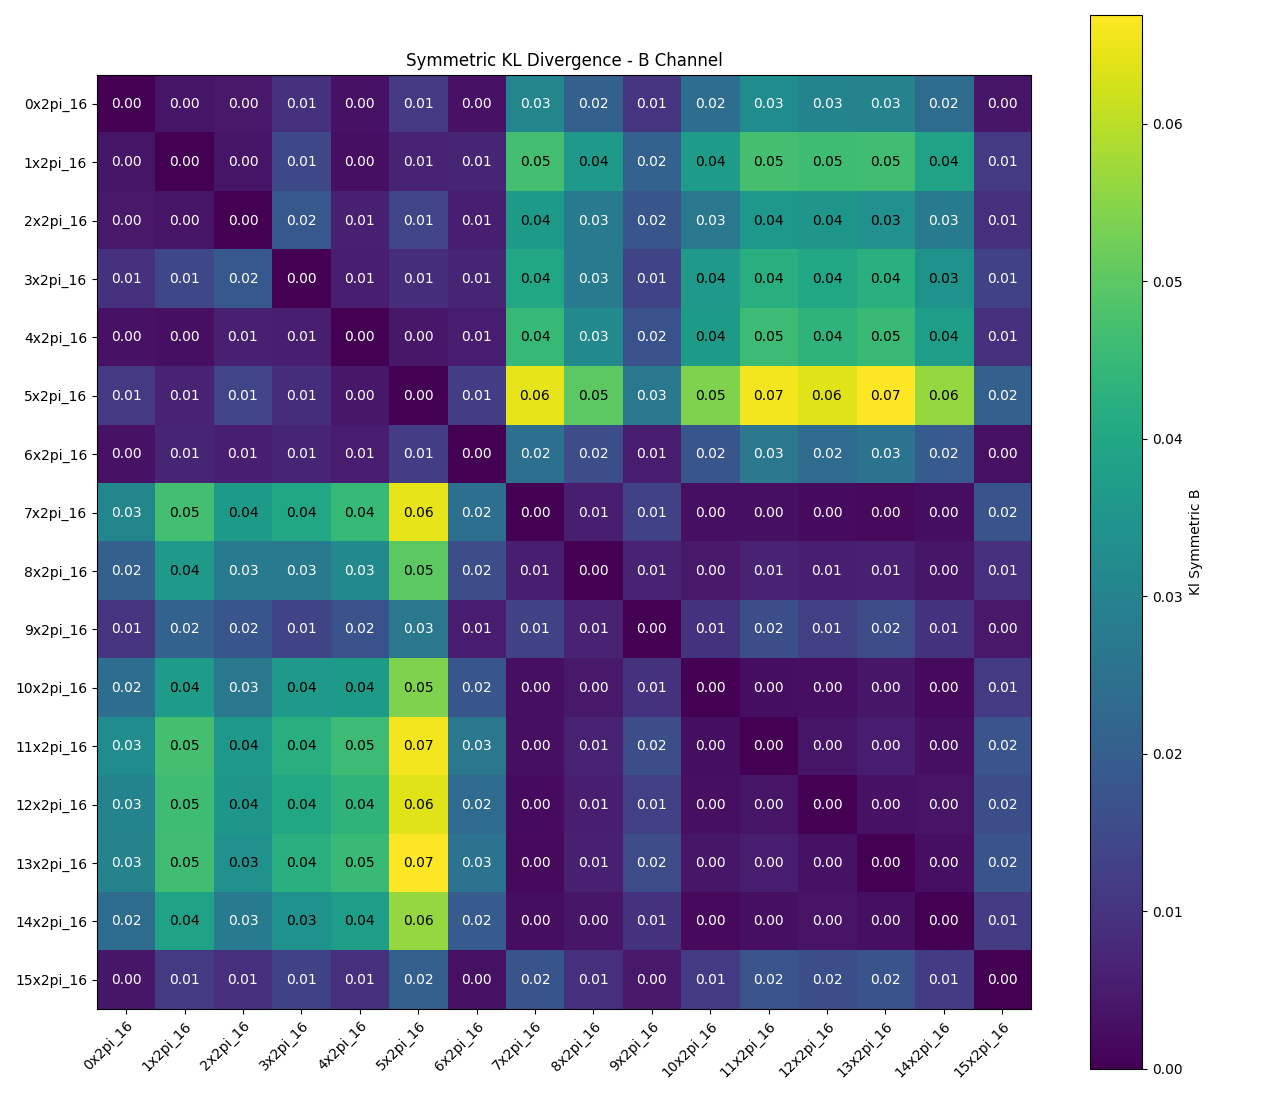 Symmetric KL Divergence - B Channel
0x2pi_16 0.00 0.00 0.00 0.01 0.00 0.01 0.00 0.03 0.02 0.01 0.02 0.03 0.03 0.03 0.02 0.00
1x2pi_16 0.00 0.00 0.00 0.01 0.00 0.01 0.01 0.05 0.04 0.02 0.04 0.05 0.05 0.05 0.04 0.01
2x2pi_16 0.00 0.00 0.00 0.02 0.01 0.01 0.01 0.04 0.03 0.02 0.03 0.04 0.04 0.03 0.03 0.01
3x2pi_16 0.01 0.01 0.02 0.00 0.01 0.01 0.01 0.04 0.03 0.01 0.04 0.04 0.04 0.04 0.03 0.01
4x2pi_16 0.00 0.00 0.01 0.01 0.00 0.00 0.01 0.04 0.03 0.02 0.04 0.05 0.04 0.05 0.04 0.01
5x2pi_16 0.01 0.01 0.01 0.01 0.00 0.00 0.01 0.06 0.05 0.03 0.05 0.07 0.06 0.07 0.06 0.02
6x2pi_16 0.00 0.01 0.01 0.01 0.01 0.01 0.00 0.02 0.02 0.01 0.02 0.03 0.02 0.03 0.02 0.00
7x2pi_16 0.03 0.05 0.04 0.04 0.04 0.06 0.02 0.00 0.01 0.01 0.00 0.00 0.00 0.00 0.00 0.02
8x2pi_16 0.02 0.04 0.03 0.03 0.03 0.05 0.02 0.01 0.00 0.01 0.00 0.01 0.01 0.01 0.00 0.01
9x2pi_16 0.01 0.02 0.02 0.01 0.02 0.03 0.01 0.01 0.01 0.00 0.01 0.02 0.01 0.02 0.01 0.00
10x2pi_16 0.02 0.04 0.03 0.04 0.04 0.05 0.02 0.00 0.00 0.01 0.00 0.00 0.00 0.00 0.00 0.01
11x2pi_16 0.03 0.05 0.04 0.04 0.05 0.07 0.03 0.00 0.01 0.02 0.00 0.00 0.00 0.00 0.00 0.02
12x2pi_16 0.03 0.05 0.04 0.04 0.04 0.06 0.02 0.00 0.01 0.01 0.00 0.00 0.00 0.00 0.00 0.02
13x2pi_16 0.03 0.05 0.03 0.04 0.05 0.07 0.03 0.00 0.01 0.02 0.00 0.00 0.00 0.00 0.00 0.02
14x2pi_16 0.02 0.04 0.03 0.03 0.04 0.06 0.02 0.00 0.00 0.01 0.00 0.00 0.00 0.00 0.00 0.01
15x2pi_16 0.00 0.01 0.01 0.01 0.01 0.02 0.00 0.02 0.01 0.00 0.01 0.02 0.02 0.02 0.01 0.00
0x2pi_16 1x2pi_16 2x2pi_16 3x2pi_16 4x2pi_16 5x2pi_16 6x2pi_16 7x2pi_16 8x2pi_16 9x2pi_16 10x2pi_16 11x2pi_16 12x2pi_16 13x2pi_16 14x2pi_16 15x2pi_16
0.06
0.05
0.04
0.03
0.02
0.01
0.00
Kl Symmetric B